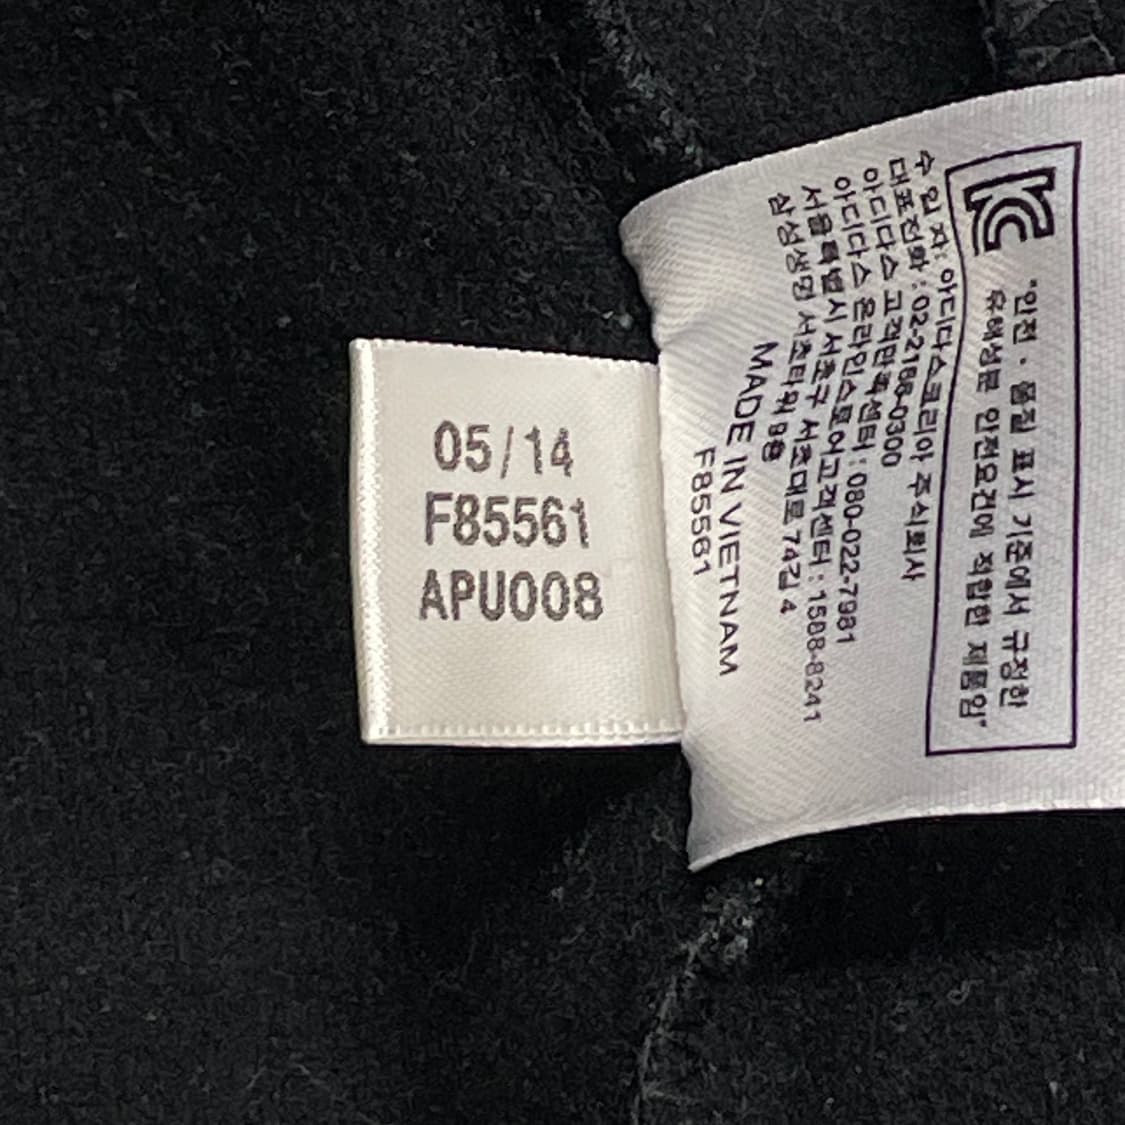 05/14
F85561
APU008
KC
"안전·품질 표시 기준에서 규정한
유해성분 안전요건에 적합한 제품임"
수 입 자: 아디다스코리아 주식회사
대표전화: 02-2186-0300
아디다스 고객만족센터: 080-022-7981
아디다스 온라인스토어고객센터: 1588-8241
서울특별시 서초구 서초대로 74길 4
삼성생명 서초타워 8층
MADE IN VIETNAM
F85561